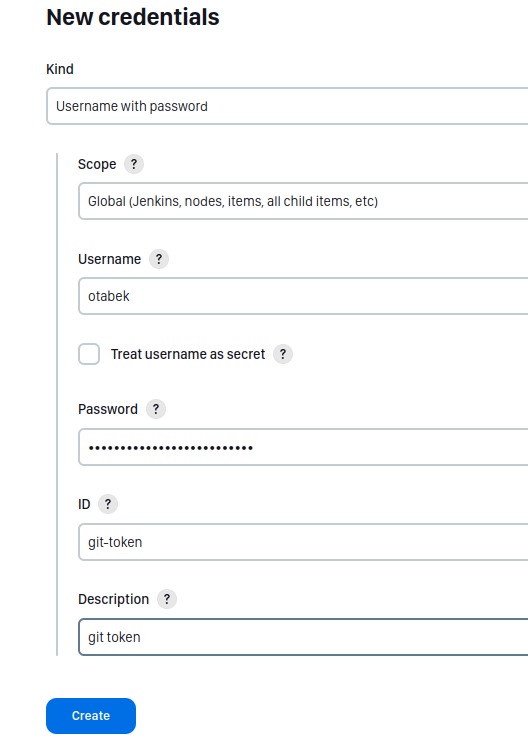 New credentials
Kind
Username with password
Scope ?
Global (Jenkins, nodes, items, all child items, etc)
Username ?
otabek
Treat username as secret ?
Password ?
••••••••••••••••••••••••••
ID ?
git-token
Description ?
git token
Create